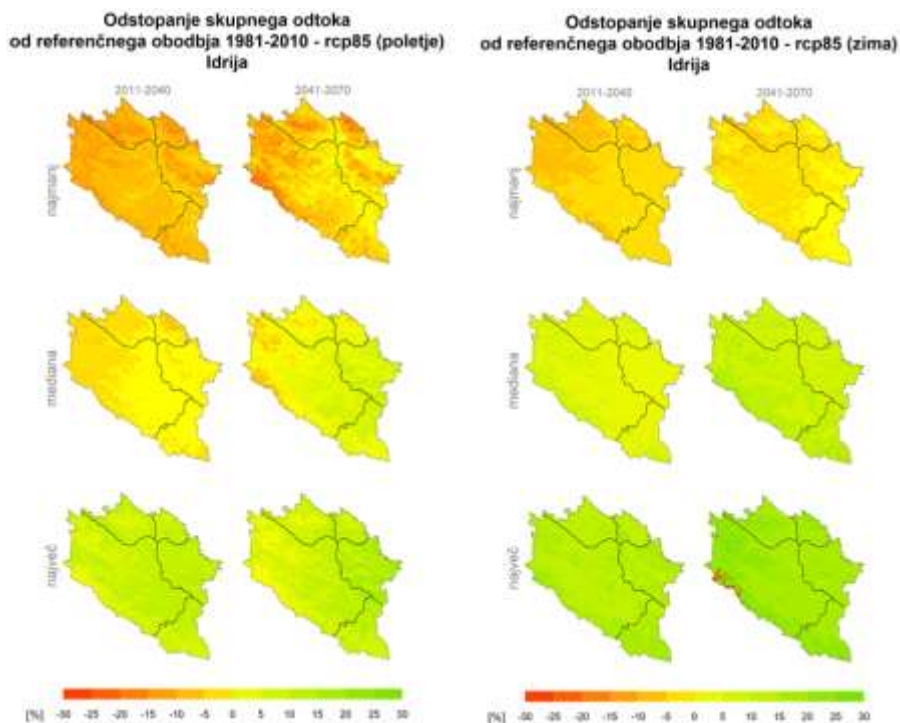 Odstopanje skupnega odtoka
od referenčnega obodbja 1981-2010 - rcp85 (poletje)
Idrija
2011-2040
2041-2070
najmanj
mediana
največ
[%] -30 -25 -20 -15 -10 -5 0 5 10 15 20 25 30
Odstopanje skupnega odtoka
od referenčnega obodbja 1981-2010 - rcp85 (zima)
Idrija
2011-2040
2041-2070
najmanj
mediana
največ
[%] -30 -25 -20 -15 -10 -5 0 5 10 15 20 25 30